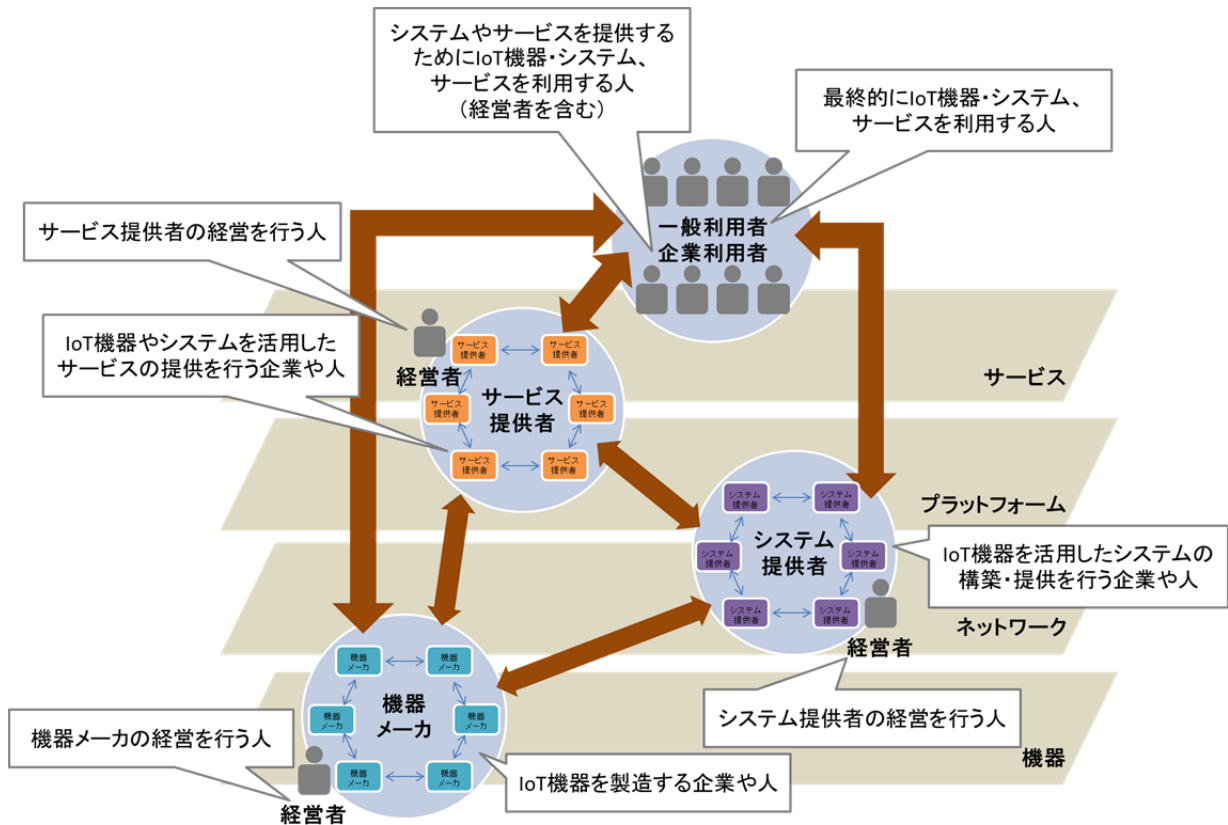 システムやサービスを提供する
ためにIoT機器・システム、
サービスを利用する人
（経営者を含む）
最終的にIoT機器・システム、
サービスを利用する人
一般利用者
企業利用者
サービス提供者の経営を行う人
IoT機器やシステムを活用した
サービスの提供を行う企業や人
経営者
サービス
提供者
サービス
提供者
サービス
提供者
サービス
提供者
サービス
提供者
サービス
提供者
サービス
提供者
サービス
プラットフォーム
システム
提供者
システム
提供者
システム
提供者
システム
提供者
システム
提供者
システム
提供者
システム
提供者
IoT機器を活用したシステムの
構築・提供を行う企業や人
ネットワーク
経営者
システム提供者の経営を行う人
機器
メーカ
機器
メーカ
機器
メーカ
機器
メーカ
機器
メーカ
機器
メーカ
機器
メーカ
機器メーカの経営を行う人
経営者
IoT機器を製造する企業や人
機器